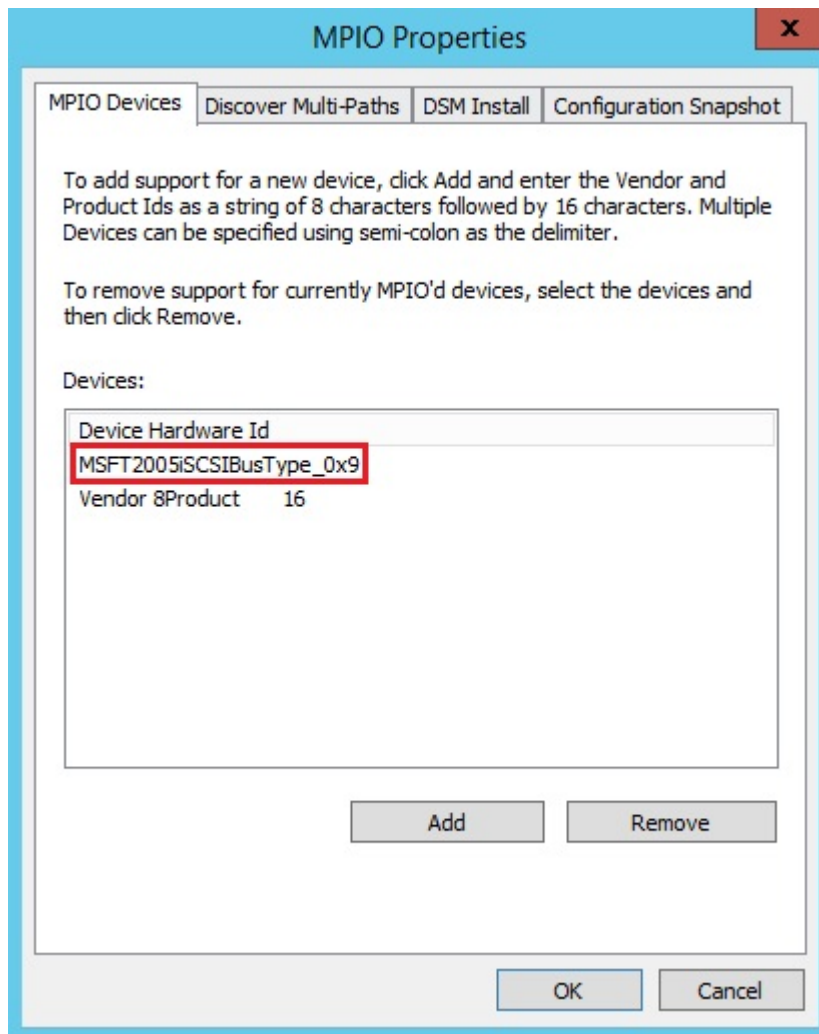 MPIO Properties
x
MPIO Devices
Discover Multi-Paths
DSM Install
Configuration Snapshot
To add support for a new device, click Add and enter the Vendor and
Product Ids as a string of 8 characters followed by 16 characters. Multiple
Devices can be specified using semi-colon as the delimiter.
To remove support for currently MPIO'd devices, select the devices and
then click Remove.
Devices:
Device Hardware Id
MSFT2005iSCSIBusType_0x9
Vendor 8Product      16
Add
Remove
OK
Cancel